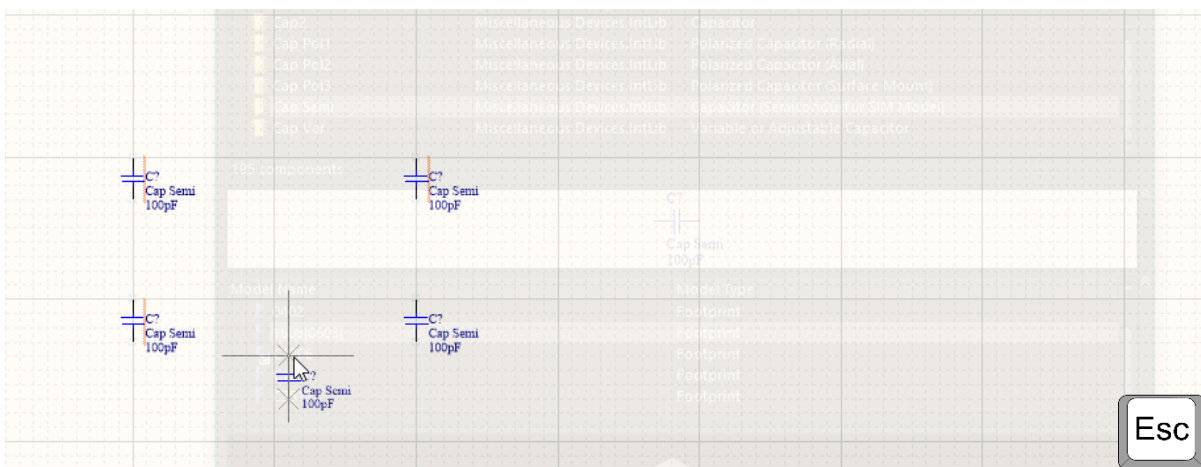 Cap2 Miscellaneous Devices.IntLib Capacitor
Cap Pol1 Miscellaneous Devices.IntLib Polarized Capacitor (Radial)
Cap Pol2 Miscellaneous Devices.IntLib Polarized Capacitor (Axial)
Cap Pol3 Miscellaneous Devices.IntLib Polarized Capacitor (Surface Mount)
Cap Semi Miscellaneous Devices.IntLib Capacitor (Semiconductor SIM Model)
Cap Var Miscellaneous Devices.IntLib Variable or Adjustable Capacitor
195 components
C?
Cap Semi
100pF
C?
Cap Semi
100pF
C?
Cap Semi
100pF
Model Name Model Type
Footprint
Footprint
Footprint
Footprint
Footprint
C?
Cap Semi
100pF
C?
Cap Semi
100pF
?
Cap Semi
100pF
Esc